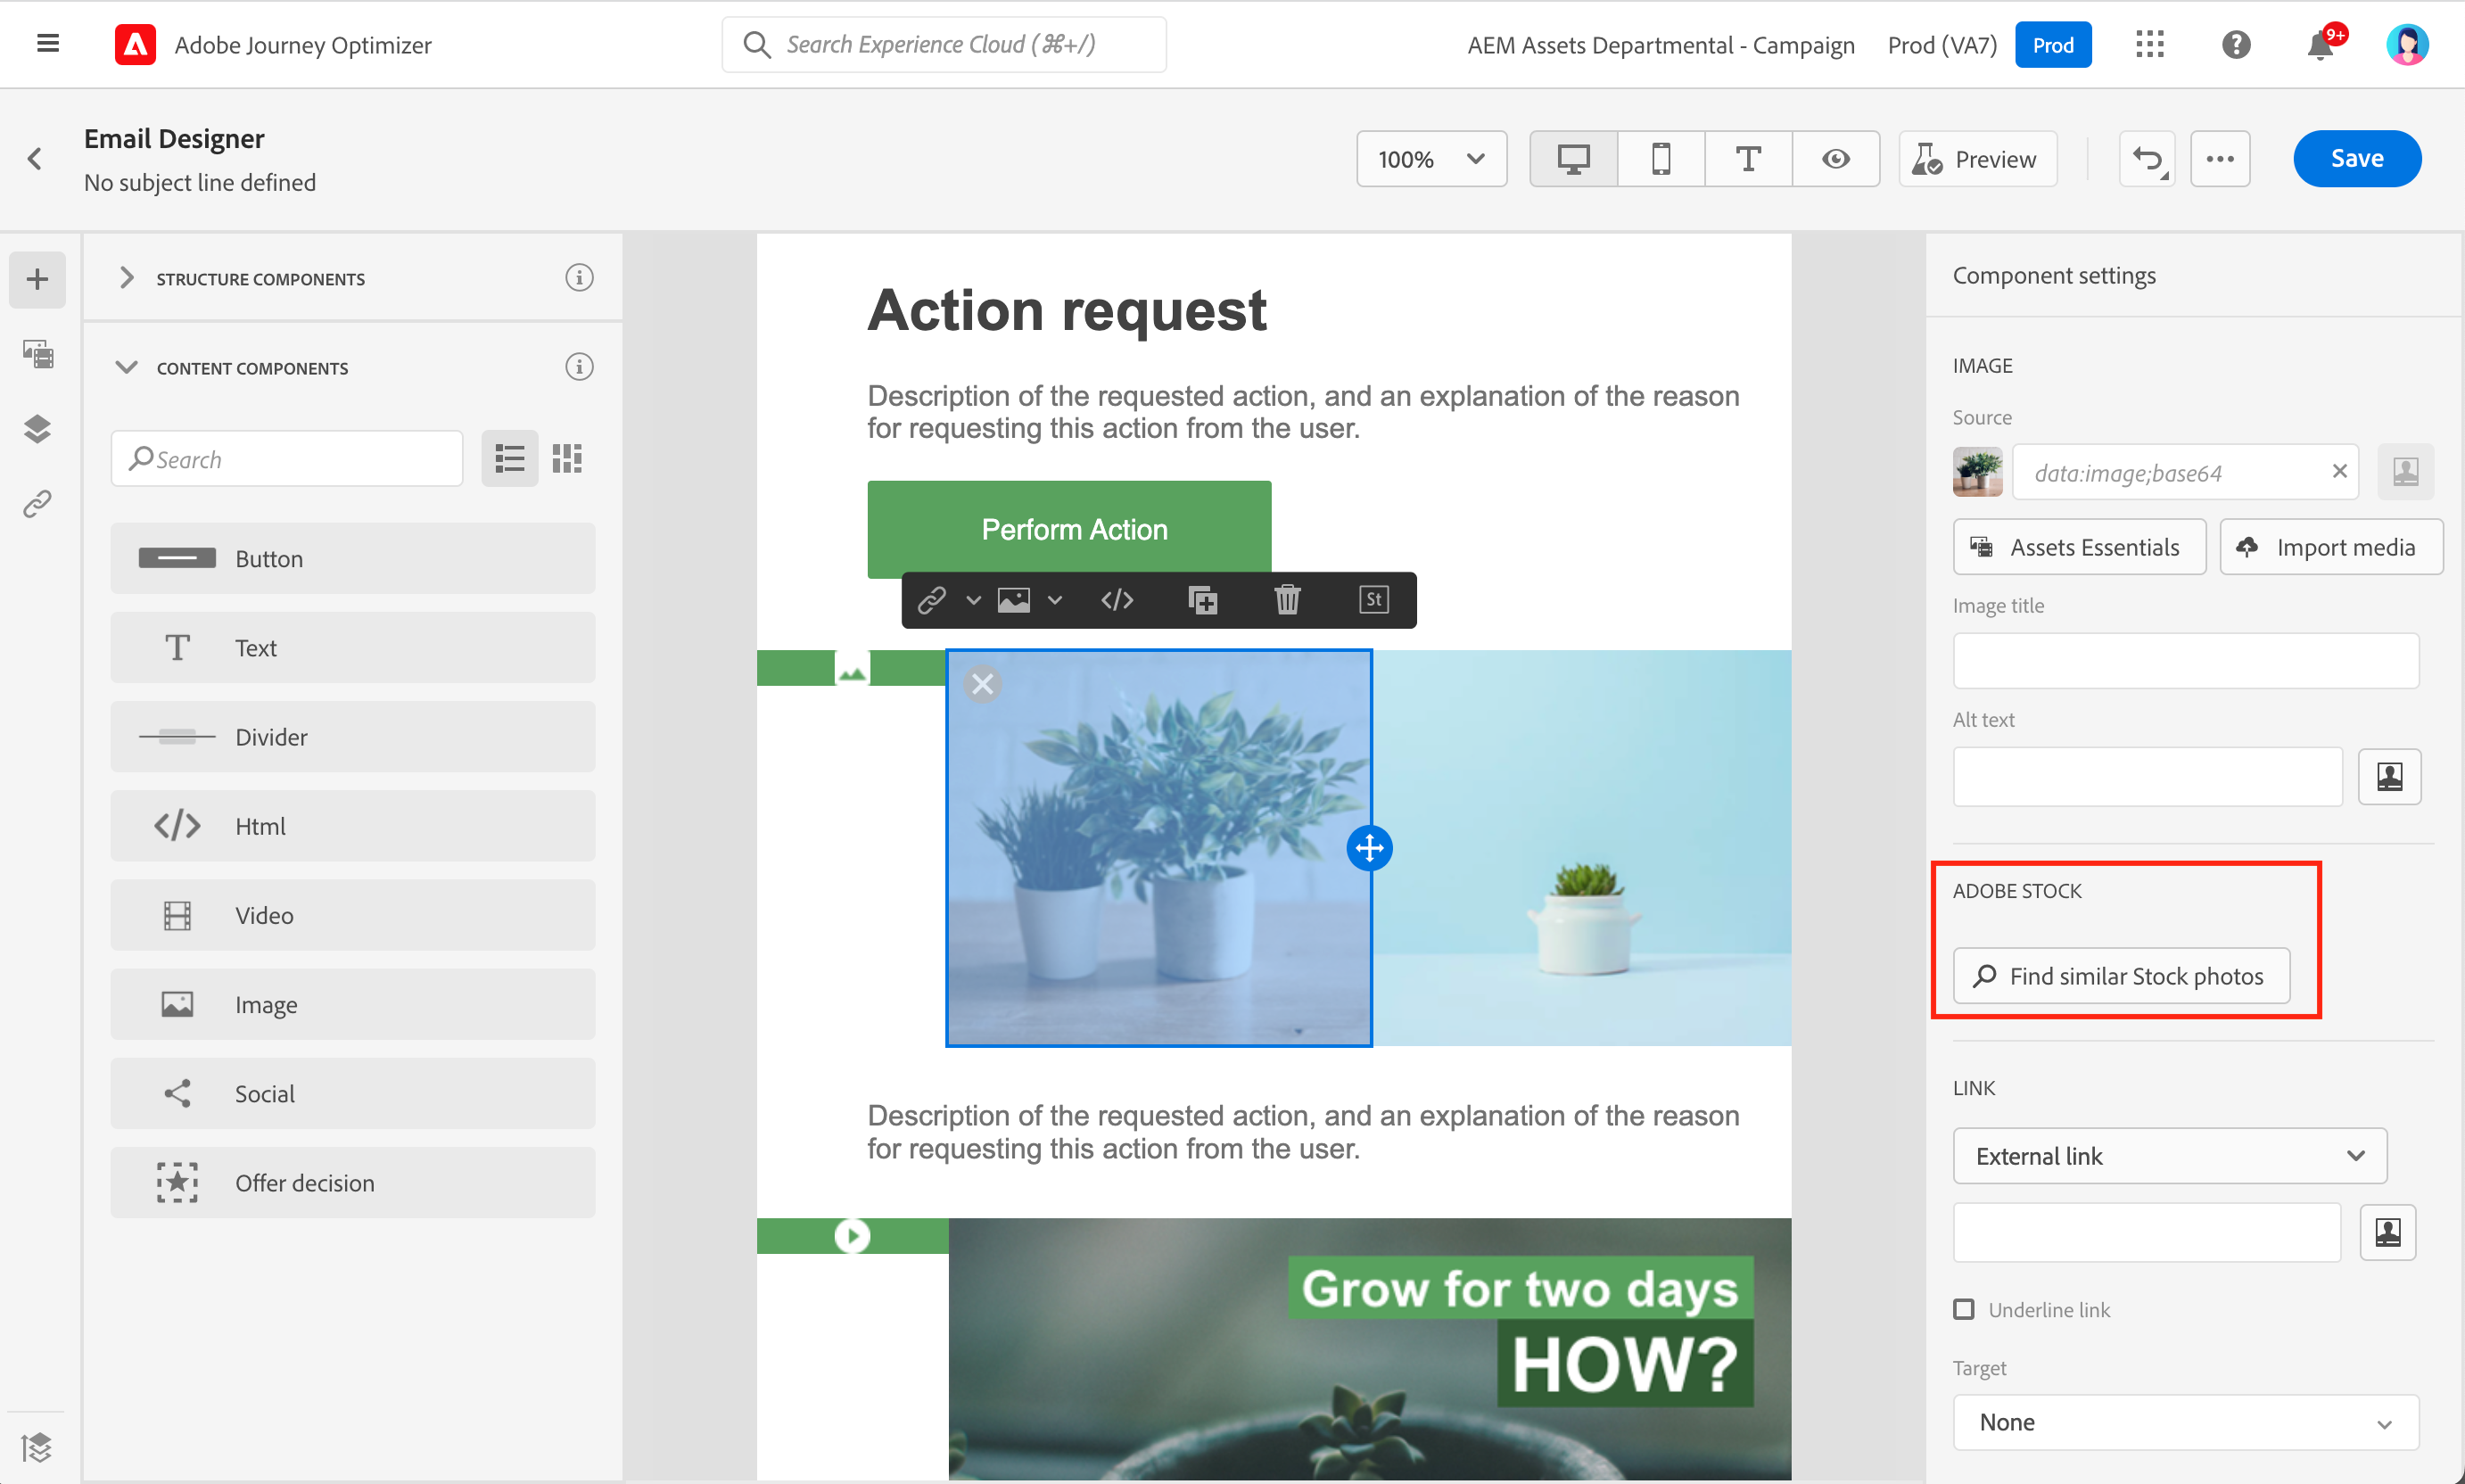 Adobe Journey Optimizer
Search Experience Cloud (⌘+/)
AEM Assets Departmental - Campaign
Prod (VA7)
Prod
9+
Email Designer
No subject line defined
100%
Preview
Save
STRUCTURE COMPONENTS
CONTENT COMPONENTS
Search
Button
Text
Divider
Html
Video
Image
Social
Offer decision
Action request
Description of the requested action, and an explanation of the reason
for requesting this action from the user.
Perform Action
St
Description of the requested action, and an explanation of the reason
for requesting this action from the user.
Grow for two days
HOW?
Component settings
IMAGE
Source
data:image;base64
Assets Essentials
Import media
Image title
Alt text
ADOBE STOCK
Find similar Stock photos
LINK
External link
Underline link
Target
None